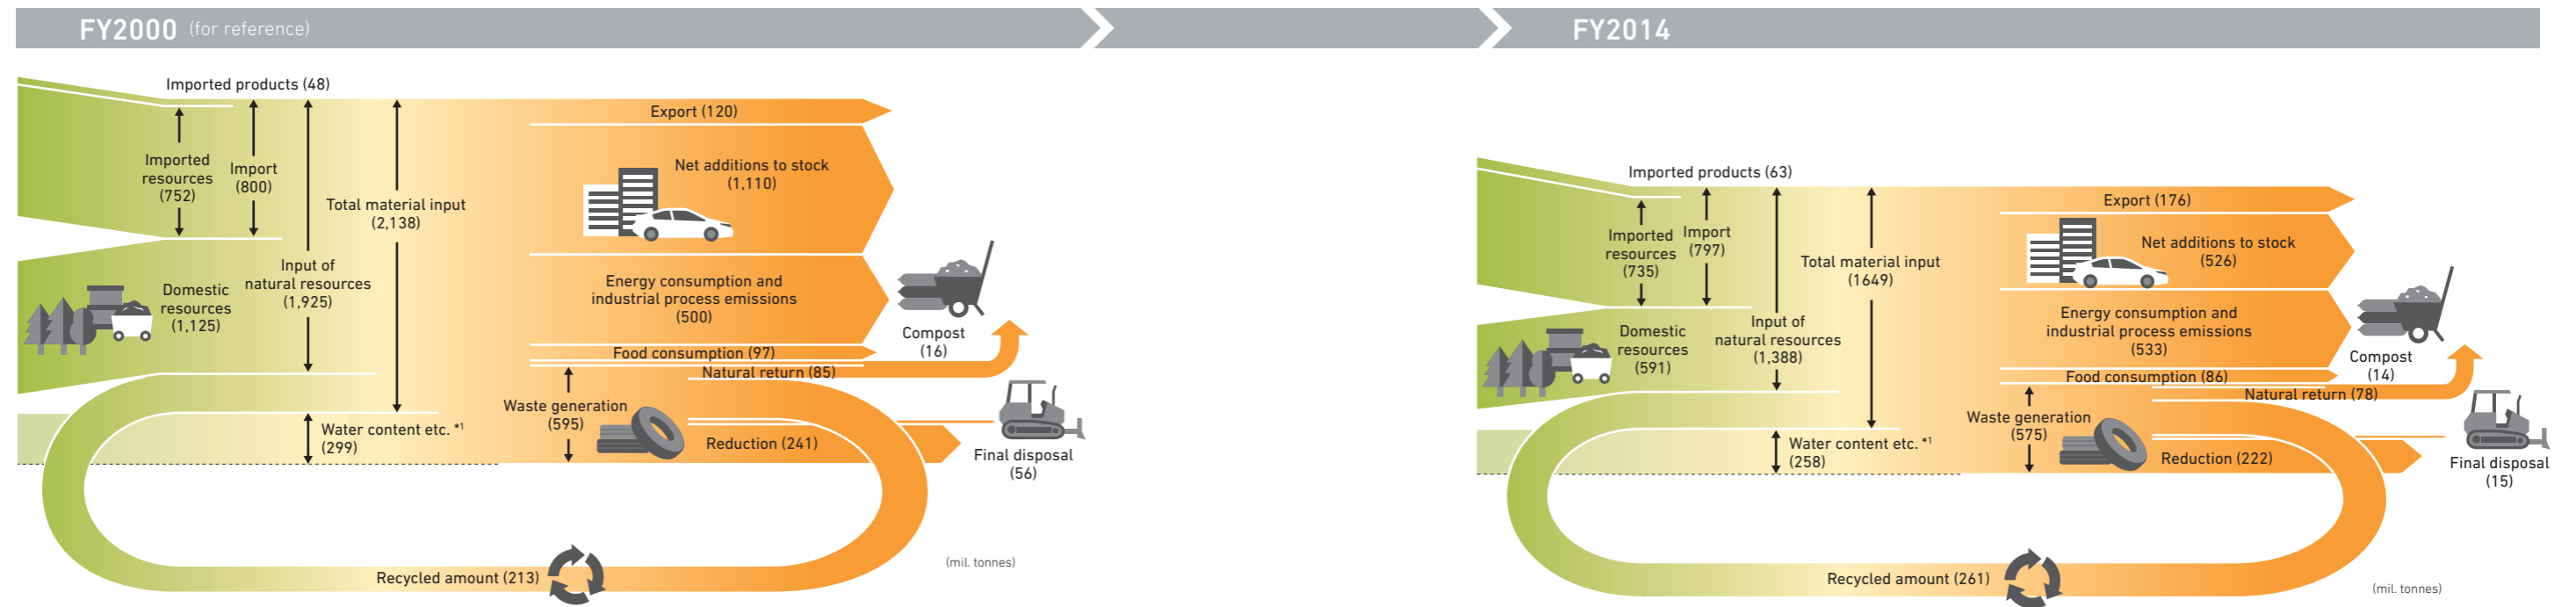 FY2000 (for reference)
Imported products (48)
Imported
resources
(752)
Import
(800)
Total material input
(2,138)
Input of
natural resources
(1,925)
Domestic
resources
(1,125)
Water content etc. *1
(299)
Export (120)
Net additions to stock
(1,110)
Energy consumption and
industrial process emissions
(500)
Food consumption (97)
Natural return (85)
Waste generation
(595)
Reduction (241)
Compost
(16)
Final disposal
(56)
Recycled amount (213)
(mil. tonnes)
FY2014
Imported products (63)
Imported
resources
(735)
Import
(797)
Total material input
(1649)
Input of
natural resources
(1,388)
Domestic
resources
(591)
Water content etc. *1
(258)
Export (176)
Net additions to stock
(526)
Energy consumption and
industrial process emissions
(533)
Food consumption (86)
Natural return (78)
Waste generation
(575)
Reduction (222)
Compost
(14)
Final disposal
(15)
Recycled amount (261)
(mil. tonnes)